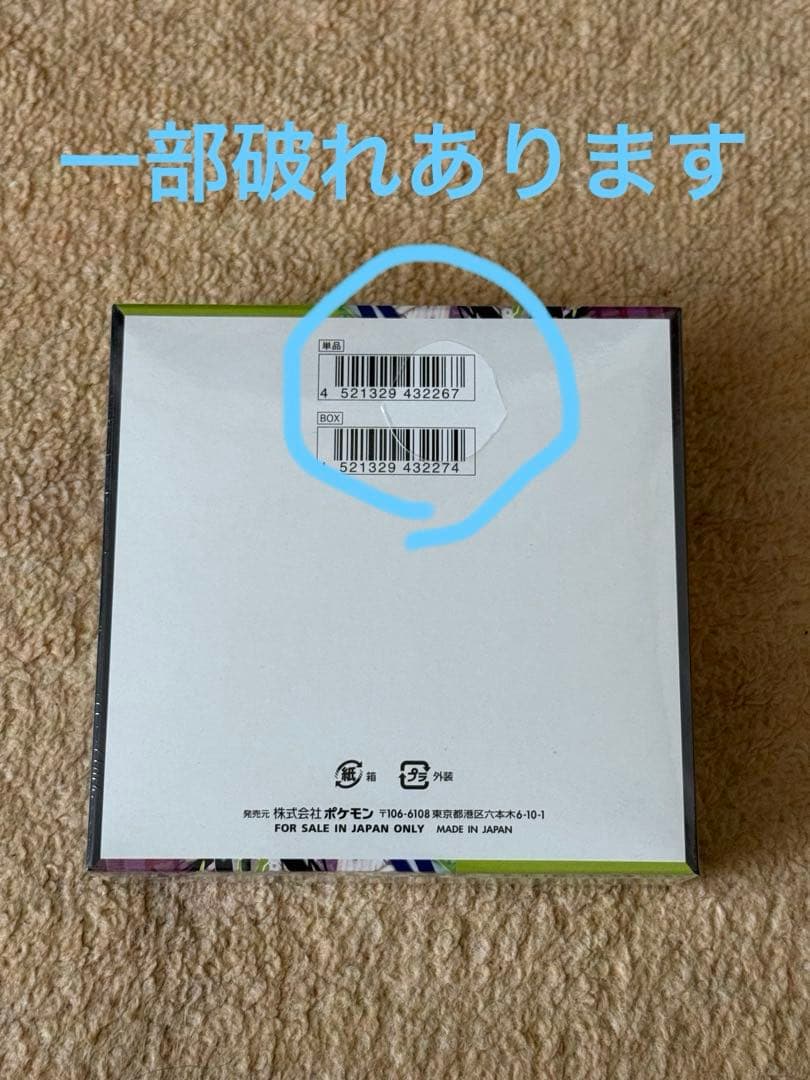 一部破れあります
単品
4 521329 432267
BOX
4 521329 432274
紙 箱 プラ 外装
発売元 株式会社 ポケモン 〒106-6108 東京都港区六本木6-10-1
FOR SALE IN JAPAN ONLY MADE IN JAPAN